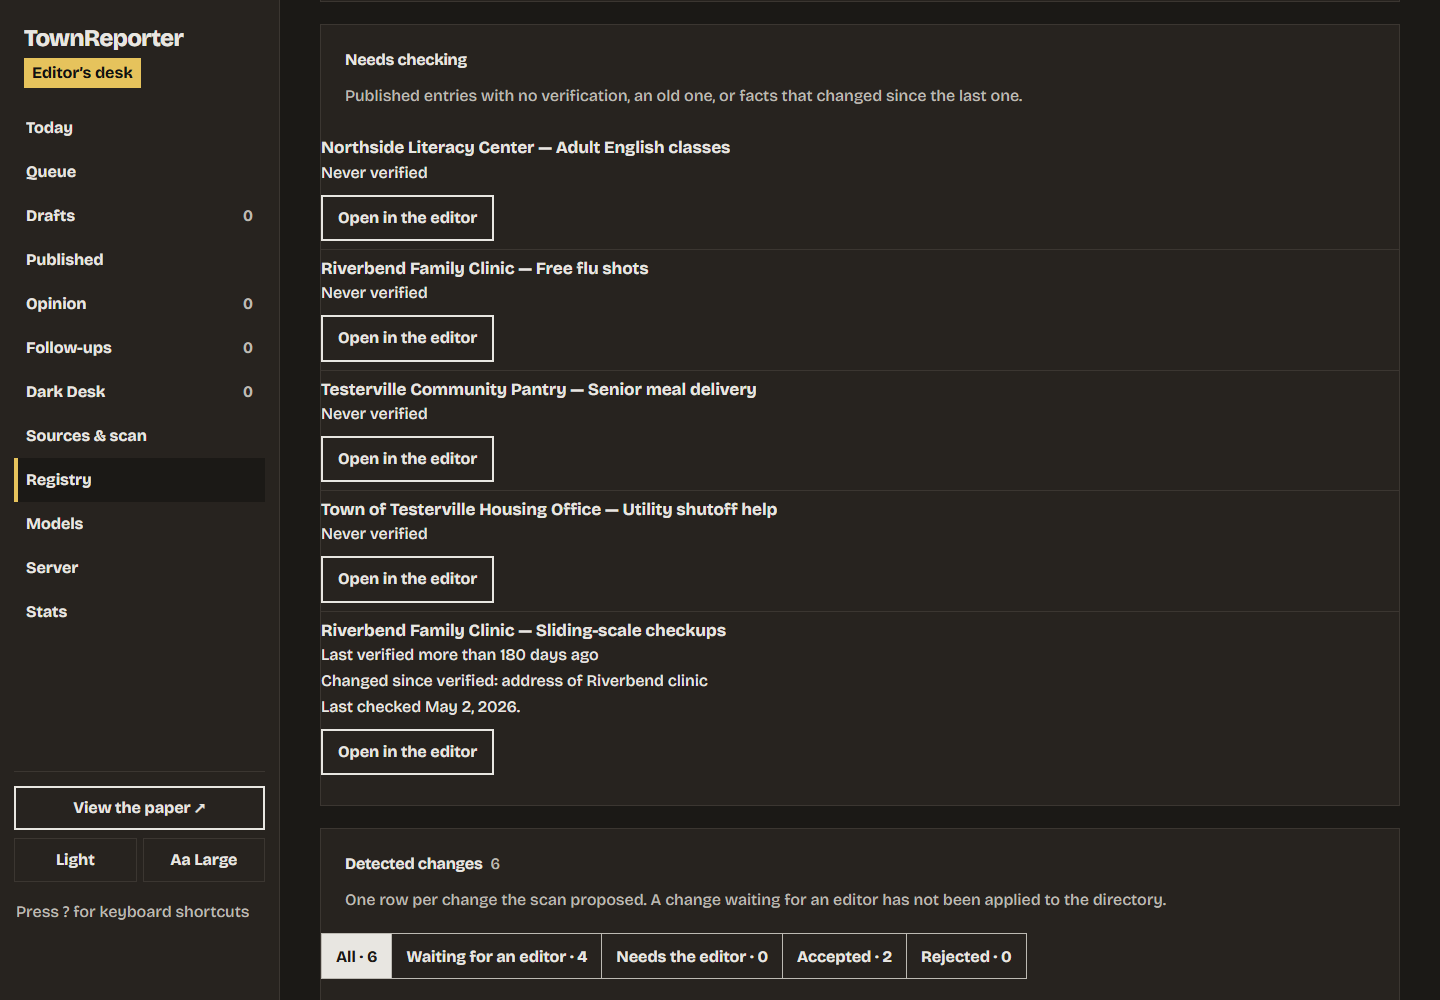 TownReporter
Editor's desk
Today
Queue
Drafts 0
Published
Opinion 0
Follow-ups 0
Dark Desk 0
Sources & scan
Registry
Models
Server
Stats
View the paper ↗
Light
Aa Large
Press ? for keyboard shortcuts
Needs checking
Published entries with no verification, an old one, or facts that changed since the last one.
Northside Literacy Center — Adult English classes
Never verified
Open in the editor
Riverbend Family Clinic — Free flu shots
Never verified
Open in the editor
Testerville Community Pantry — Senior meal delivery
Never verified
Open in the editor
Town of Testerville Housing Office — Utility shutoff help
Never verified
Open in the editor
Riverbend Family Clinic — Sliding-scale checkups
Last verified more than 180 days ago
Changed since verified: address of Riverbend clinic
Last checked May 2, 2026.
Open in the editor
Detected changes 6
One row per change the scan proposed. A change waiting for an editor has not been applied to the directory.
All · 6
Waiting for an editor · 4
Needs the editor · 0
Accepted · 2
Rejected · 0